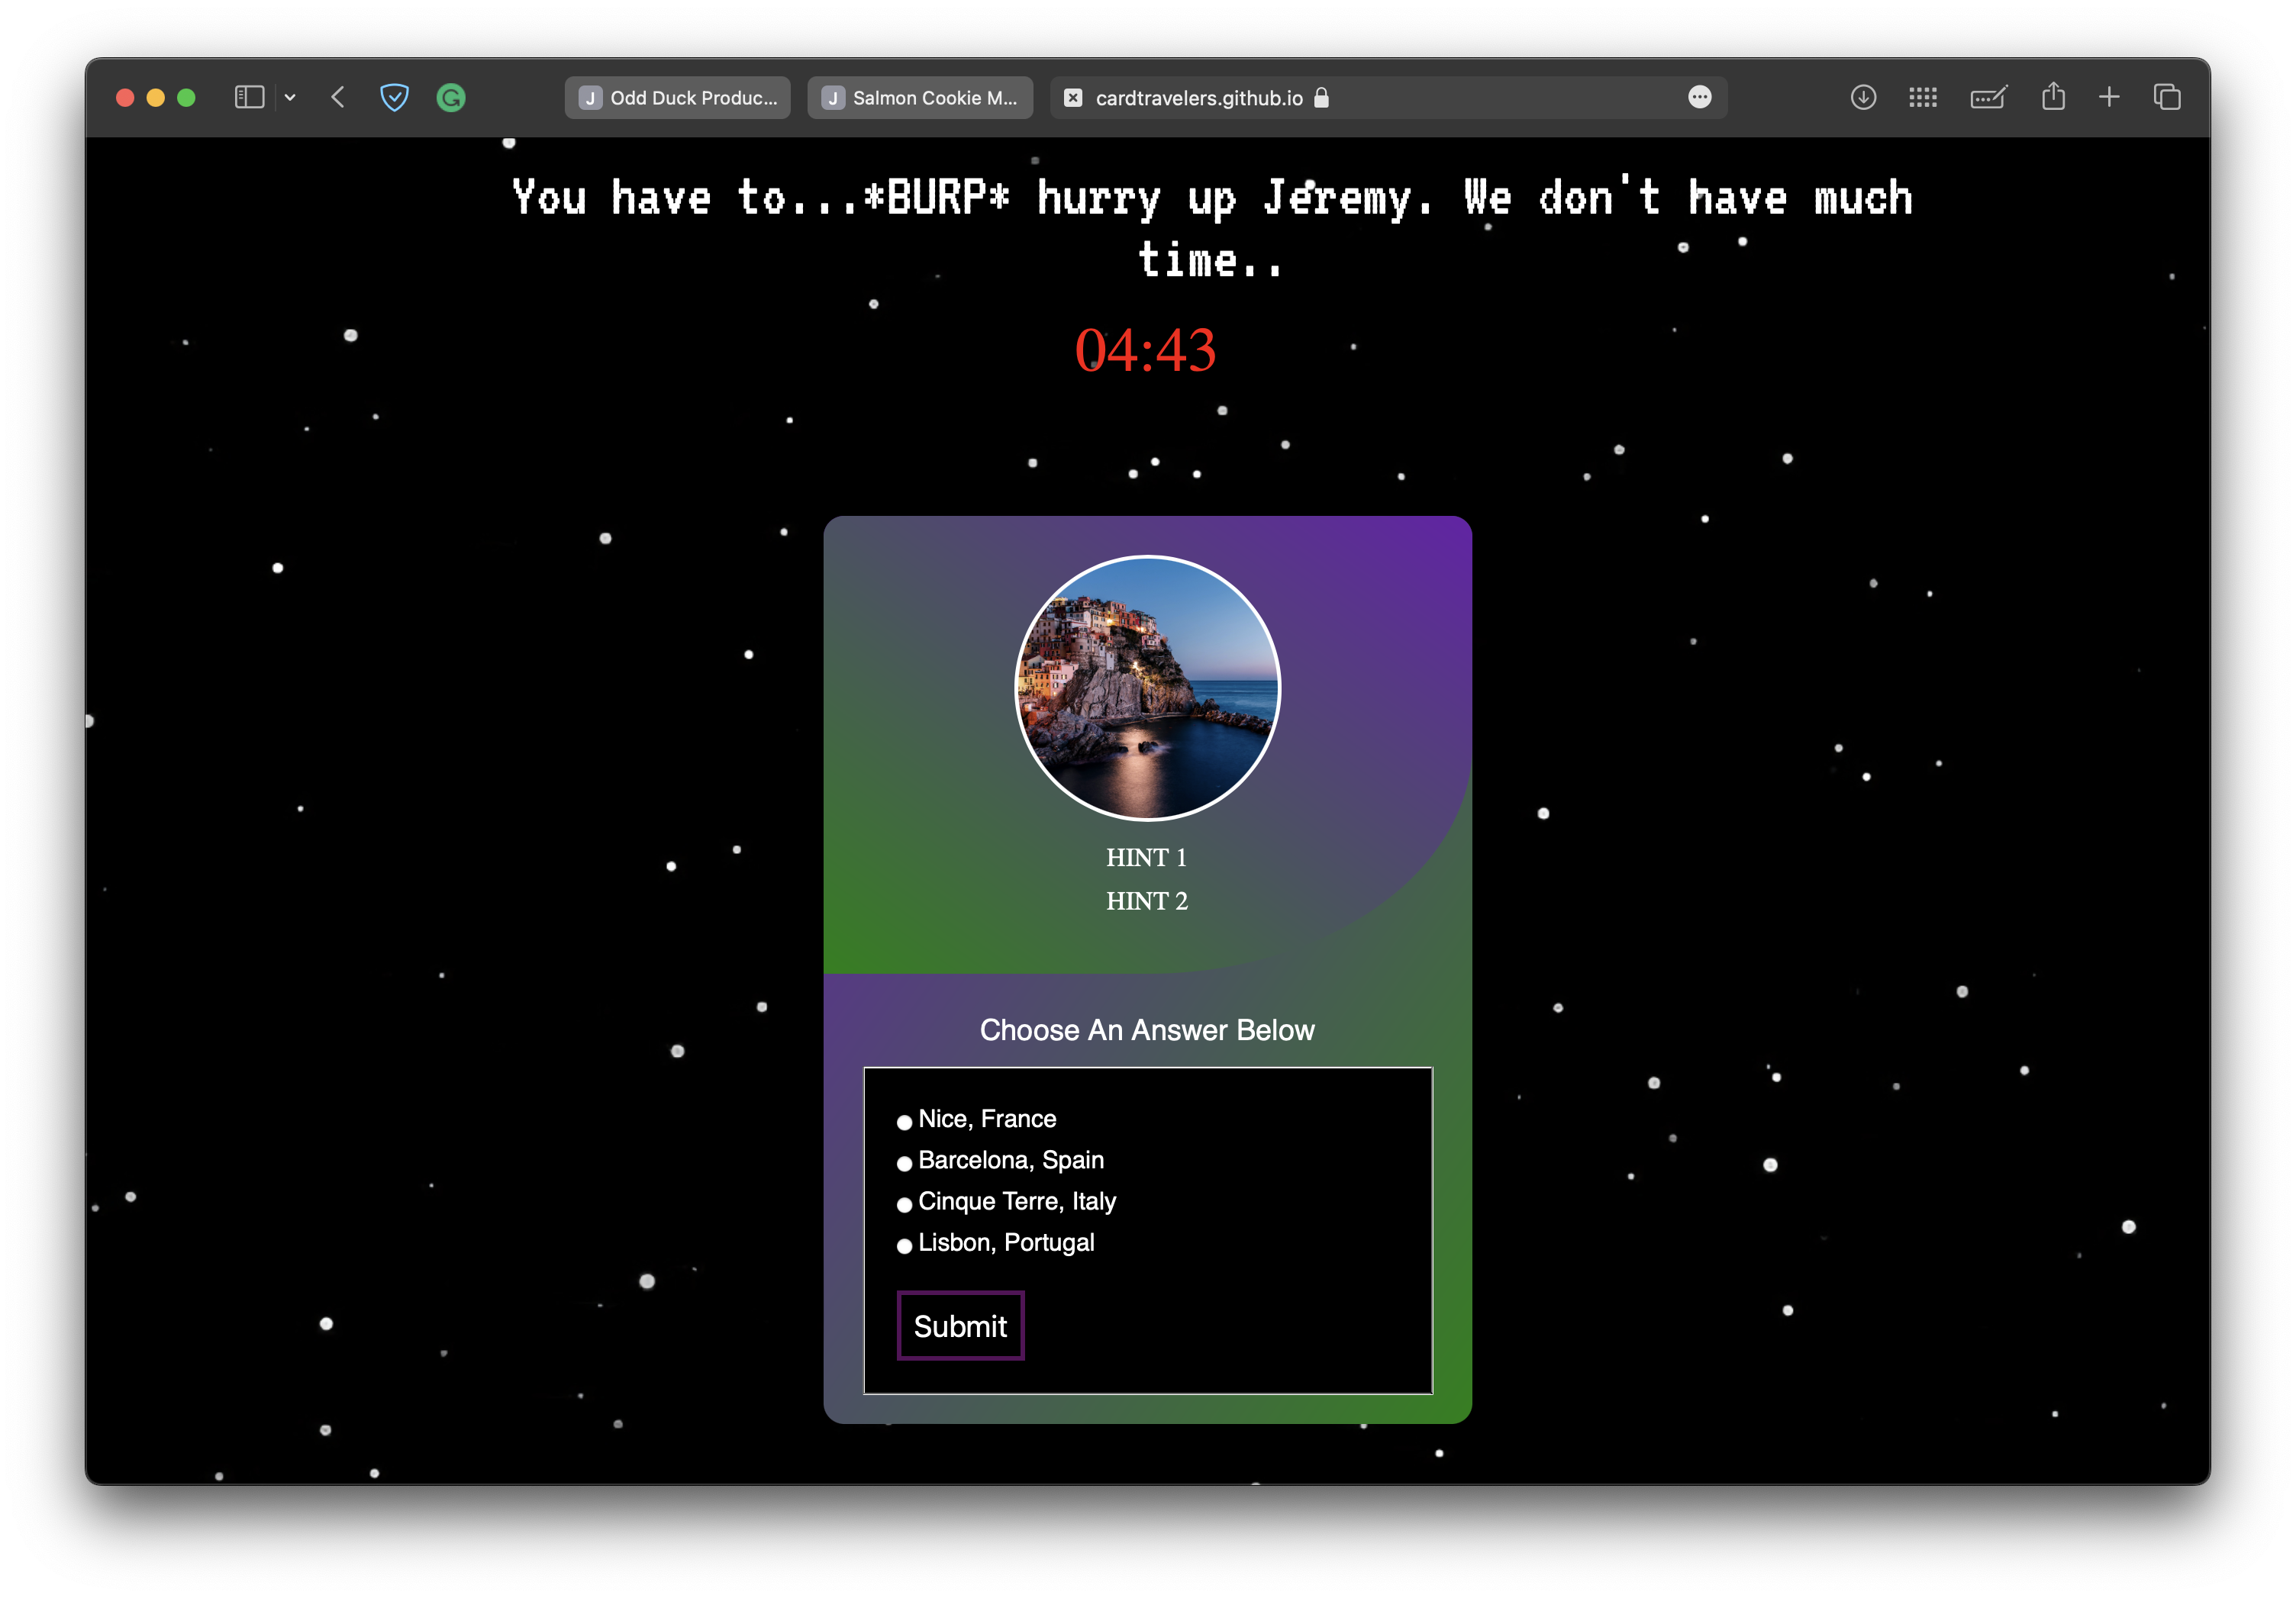 J Odd Duck Produc...
J Salmon Cookie M...
cardtravelers.github.io
You have to...*BURP* hurry up Jeremy. We don't have much
time..
04:43
HINT 1
HINT 2
Choose An Answer Below
Nice, France
Barcelona, Spain
Cinque Terre, Italy
Lisbon, Portugal
Submit